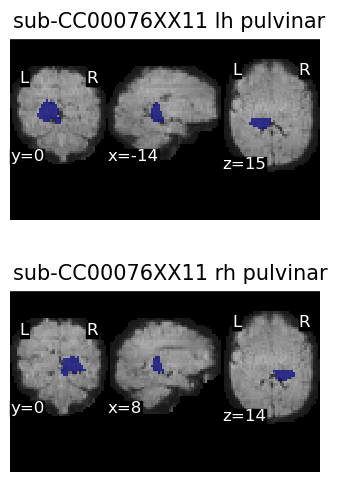 sub-CC00076XX11 lh pulvinar
L R L R
y=0 x=-14 z=15
sub-CC00076XX11 rh pulvinar
L R L R
y=0 x=8 z=14